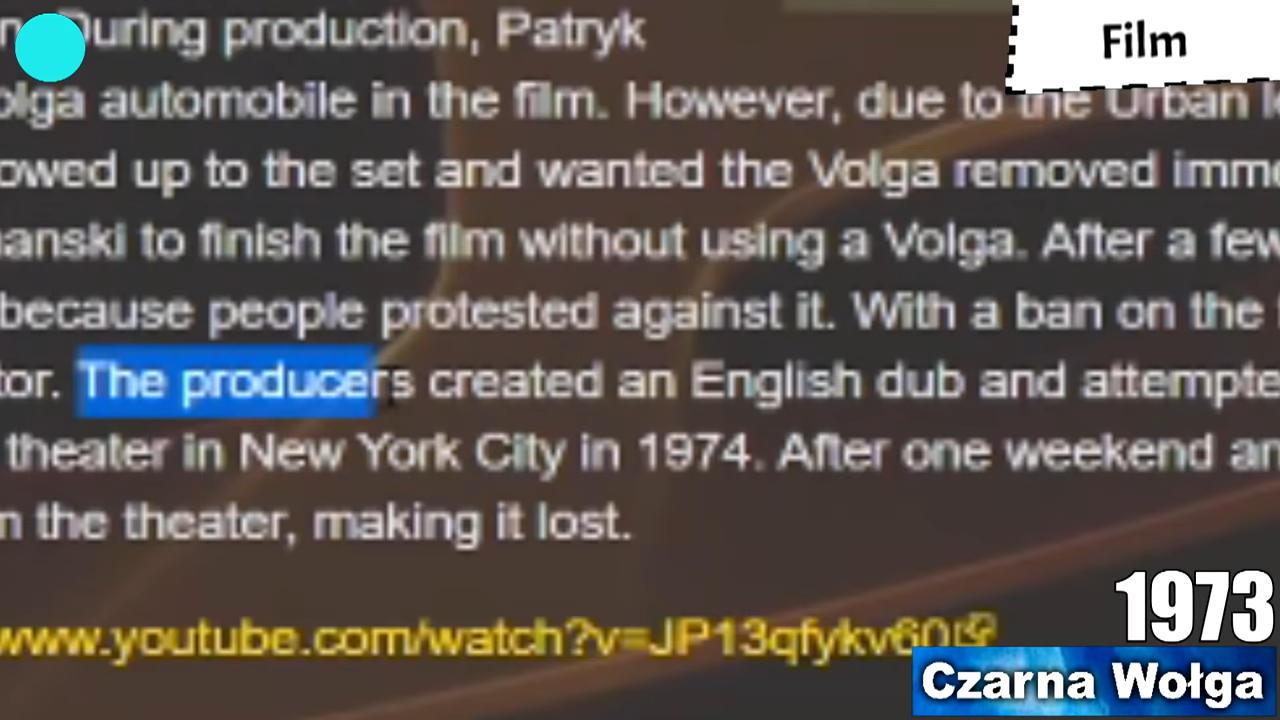 Film
During production, Patryk
olga automobile in the film. However, due to the Urban
owed up to the set and wanted the Volga removed imme
anski to finish the film without using a Volga. After a few
because people protested against it. With a ban on the
tor. The producers created an English dub and attempte
theater in New York City in 1974. After one weekend an
the theater, making it lost.
www.youtube.com/watch?v=JP13qfykv60
1973
Czarna Wołga